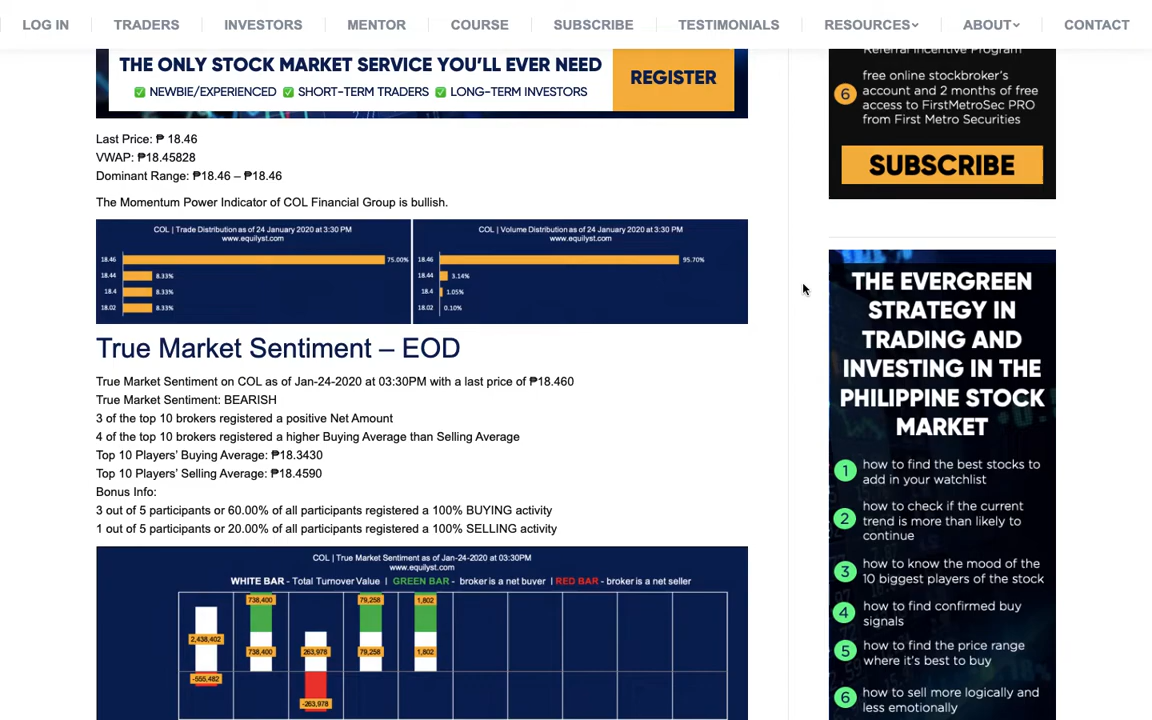 LOG IN
TRADERS
INVESTORS
MENTOR
COURSE
SUBSCRIBE
TESTIMONIALS
RESOURCES
ABOUT
CONTACT
THE ONLY STOCK MARKET SERVICE YOU'LL EVER NEED
NEWBIE/EXPERIENCED SHORT-TERM TRADERS LONG-TERM INVESTORS
REGISTER
Last Price: ₱ 18.46
VWAP: ₱18.45828
Dominant Range: ₱18.46 – ₱18.46
The Momentum Power Indicator of COL Financial Group is bullish.
COL | Trade Distribution as of 24 January 2020 at 3:30 PM
www.equilyst.com
18.46 75.00%
18.44 8.33%
18.4 8.33%
18.02 8.33%
COL | Volume Distribution as of 24 January 2020 at 3:30 PM
www.equilyst.com
18.46 95.70%
18.44 3.14%
18.4 1.05%
18.02 0.10%
True Market Sentiment – EOD
True Market Sentiment on COL as of Jan-24-2020 at 03:30PM with a last price of ₱18.460
True Market Sentiment: BEARISH
3 of the top 10 brokers registered a positive Net Amount
4 of the top 10 brokers registered a higher Buying Average than Selling Average
Top 10 Players' Buying Average: ₱18.3430
Top 10 Players' Selling Average: ₱18.4590
Bonus Info:
3 out of 5 participants or 60.00% of all participants registered a 100% BUYING activity
1 out of 5 participants or 20.00% of all participants registered a 100% SELLING activity
COL | True Market Sentiment as of Jan-24-2020 at 03:30PM
www.equilyst.com
WHITE BAR - Total Turnover Value | GREEN BAR - broker is a net buyer | RED BAR - broker is a net seller
738,400 79,258 1,802
2,438,402 738,400 263,978 79,258 1,802
-555,482
-263,978
Referral Incentive Program
6 free online stockbroker's
account and 2 months of free
access to FirstMetroSec PRO
from First Metro Securities
SUBSCRIBE
THE EVERGREEN
STRATEGY IN
TRADING AND
INVESTING IN THE
PHILIPPINE STOCK
MARKET
1 how to find the best stocks to
add in your watchlist
2 how to check if the current
trend is more than likely to
continue
3 how to know the mood of the
10 biggest players of the stock
4 how to find confirmed buy
signals
5 how to find the price range
where it's best to buy
6 how to sell more logically and
less emotionally